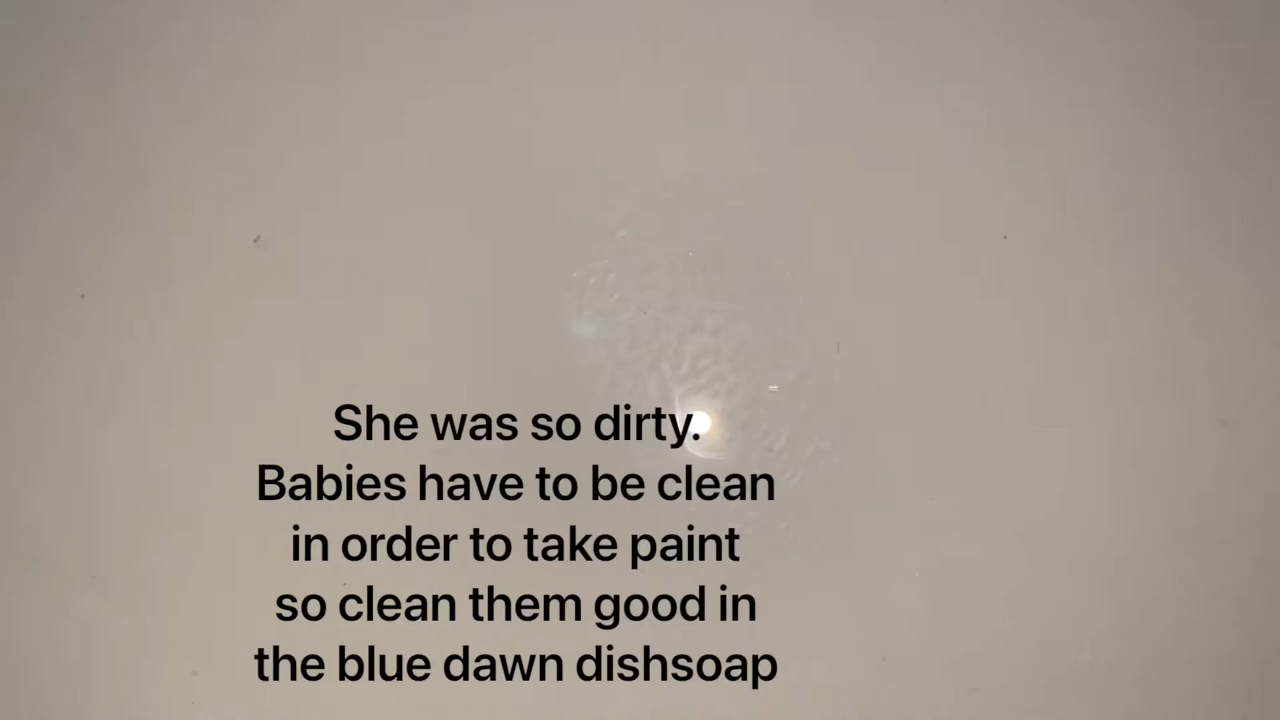 She was so dirty.
Babies have to be clean
in order to take paint
so clean them good in
the blue dawn dishsoap